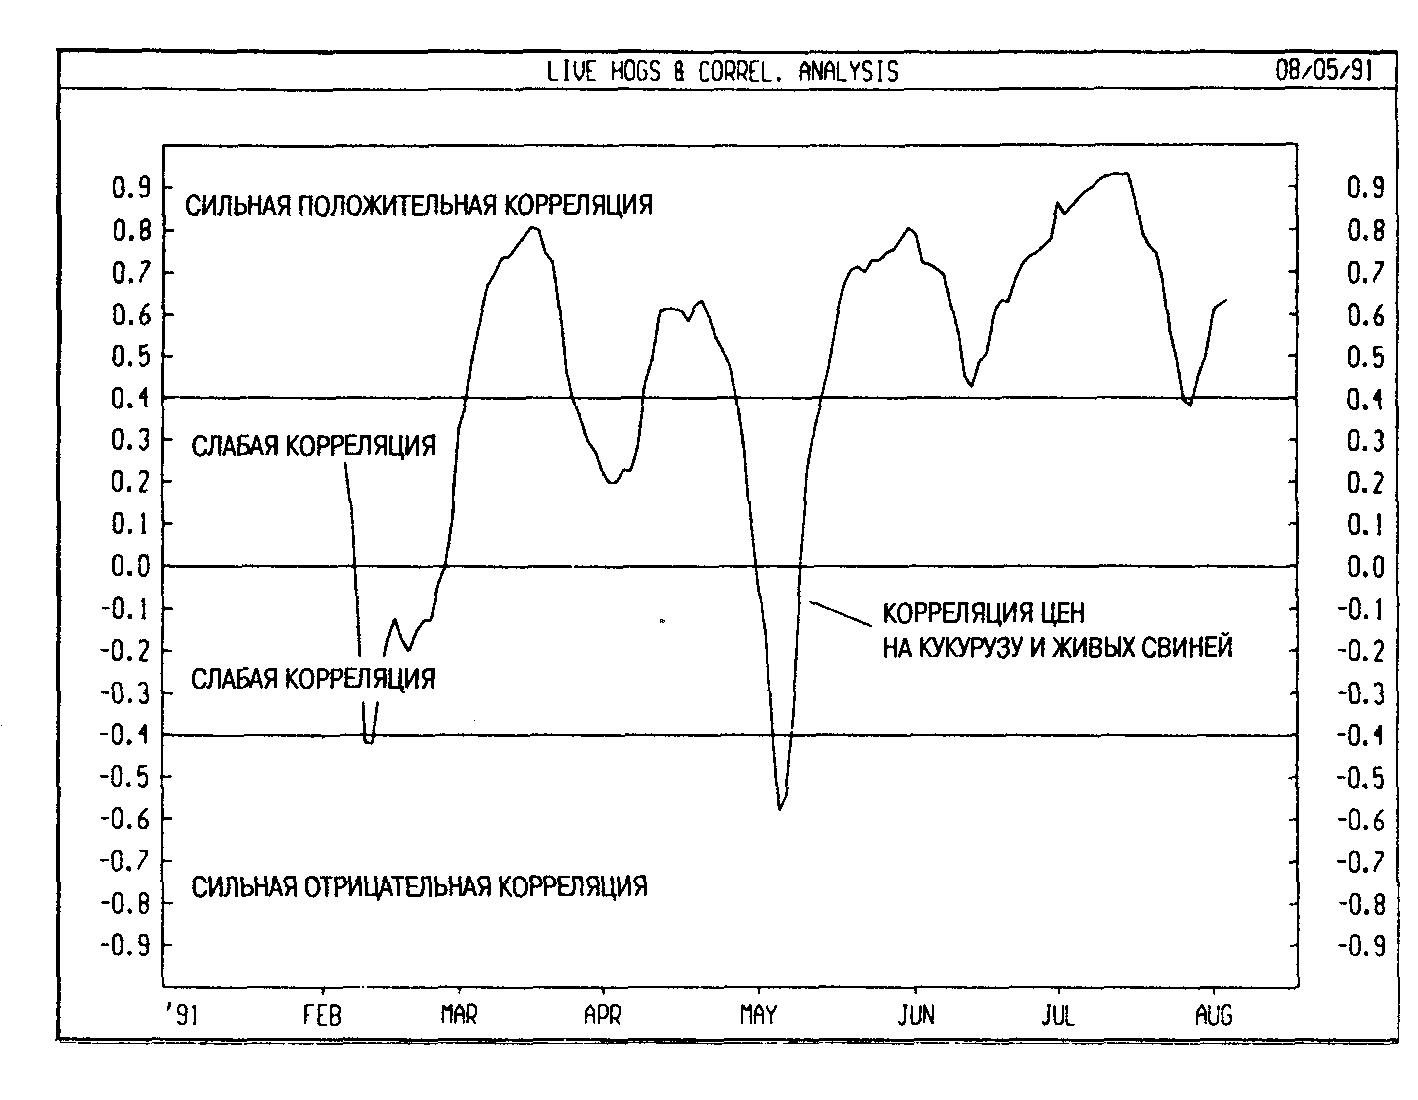 LIVE HOGS & CORREL. ANALYSIS 08/05/91
0.9 0.9
СИЛЬНАЯ ПОЛОЖИТЕЛЬНАЯ КОРРЕЛЯЦИЯ
0.8 0.8
0.7 0.7
0.6 0.6
0.5 0.5
0.4 0.4
0.3 0.3
СЛАБАЯ КОРРЕЛЯЦИЯ
0.2 0.2
0.1 0.1
0.0 0.0
-0.1 -0.1
КОРРЕЛЯЦИЯ ЦЕН
НА КУКУРУЗУ И ЖИВЫХ СВИНЕЙ
-0.2 -0.2
СЛАБАЯ КОРРЕЛЯЦИЯ
-0.3 -0.3
-0.4 -0.4
-0.5 -0.5
-0.6 -0.6
-0.7 -0.7
СИЛЬНАЯ ОТРИЦАТЕЛЬНАЯ КОРРЕЛЯЦИЯ
-0.8 -0.8
-0.9 -0.9
'91 FEB MAR APR MAY JUN JUL AUG